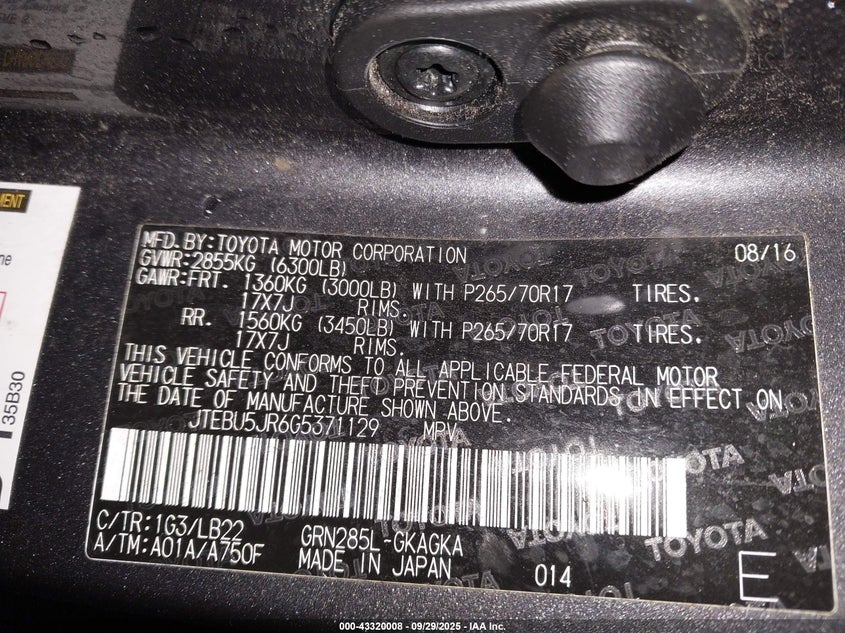 MENT
ne
35B30
MFD.BY:TOYOTA MOTOR CORPORATION 08/16
GVWR:2855KG (6300LB)
GAWR:FRT. 1360KG (3000LB) WITH P265/70R17 TIRES.
17X7J RIMS.
RR. 1560KG (3450LB) WITH P265/70R17 TIRES.
17X7J RIMS.
THIS VEHICLE CONFORMS TO ALL APPLICABLE FEDERAL MOTOR
VEHICLE SAFETY AND THEFT PREVENTION STANDARDS IN EFFECT ON
THE DATE OF MANUFACTURE SHOWN ABOVE.
JTEBU5JR6G5371129 MPV
C/TR:1G3/LB22 GRN285L-GKAGKA
A/TM:A01A/A750F MADE IN JAPAN 014 E
TOYOTA
000-43320008 - 09/29/2025 - IAA Inc.